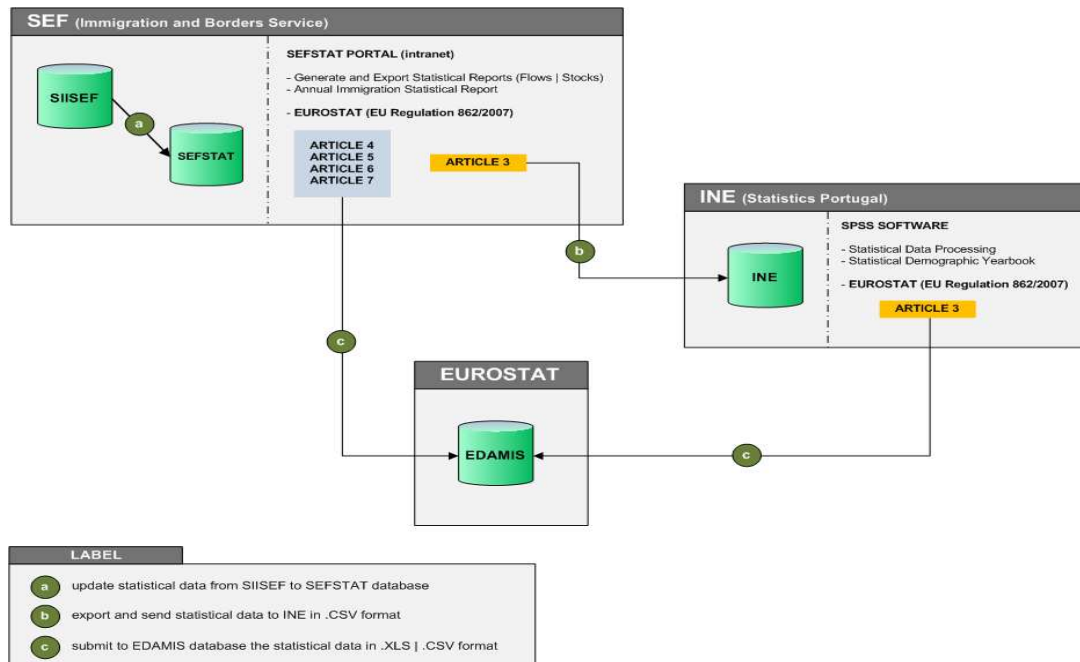 SEF (Immigration and Borders Service)
SIISEF
a
SEFSTAT
SEFSTAT PORTAL (intranet)
- Generate and Export Statistical Reports (Flows | Stocks)
- Annual Immigration Statistical Report
- EUROSTAT (EU Regulation 862/2007)
ARTICLE 4
ARTICLE 5
ARTICLE 6
ARTICLE 7
ARTICLE 3
b
INE (Statistics Portugal)
INE
SPSS SOFTWARE
- Statistical Data Processing
- Statistical Demographic Yearbook
- EUROSTAT (EU Regulation 862/2007)
ARTICLE 3
c
EUROSTAT
EDAMIS
c
LABEL
a update statistical data from SIISEF to SEFSTAT database
b export and send statistical data to INE in .CSV format
c submit to EDAMIS database the statistical data in .XLS | .CSV format